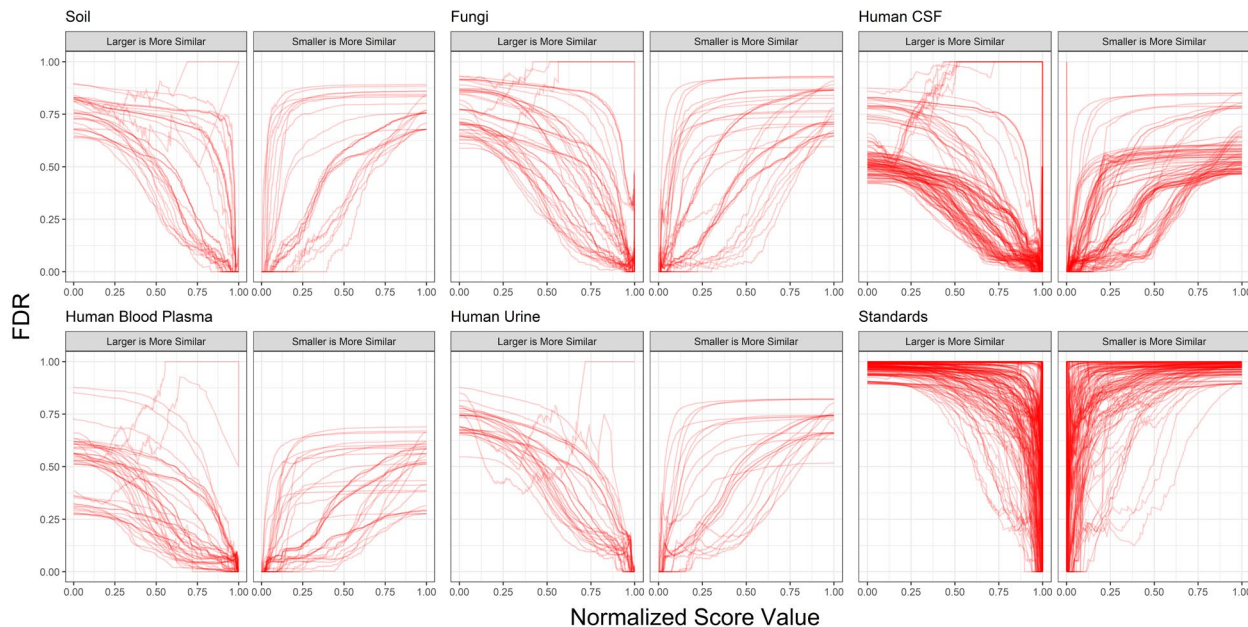 Soil
Fungi
Human CSF
Larger is More Similar
Smaller is More Similar
Larger is More Similar
Smaller is More Similar
Larger is More Similar
Smaller is More Similar
1.00
0.75
0.50
0.25
0.00
0.00 0.25 0.50 0.75 1.00
0.00 0.25 0.50 0.75 1.00
0.00 0.25 0.50 0.75 1.00
0.00 0.25 0.50 0.75 1.00
0.00 0.25 0.50 0.75 1.00
0.00 0.25 0.50 0.75 1.00
FDR
Human Blood Plasma
Human Urine
Standards
Larger is More Similar
Smaller is More Similar
Larger is More Similar
Smaller is More Similar
Larger is More Similar
Smaller is More Similar
1.00
0.75
0.50
0.25
0.00
0.00 0.25 0.50 0.75 1.00
0.00 0.25 0.50 0.75 1.00
0.00 0.25 0.50 0.75 1.00
0.00 0.25 0.50 0.75 1.00
0.00 0.25 0.50 0.75 1.00
0.00 0.25 0.50 0.75 1.00
Normalized Score Value